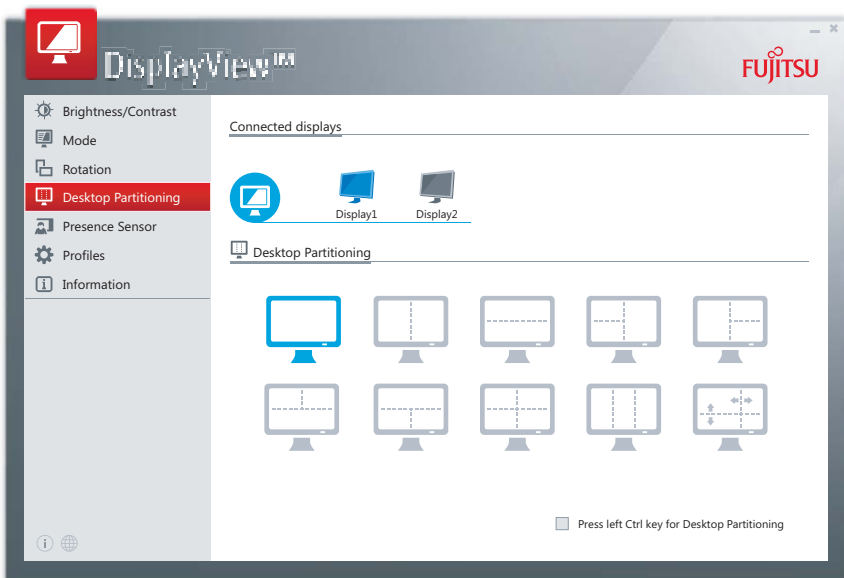 DisplayView™
FUJITSU
Brightness/Contrast
Mode
Rotation
Desktop Partitioning
Presence Sensor
Profiles
Information
Connected displays
Display1
Display2
Desktop Partitioning
Press left Ctrl key for Desktop Partitioning